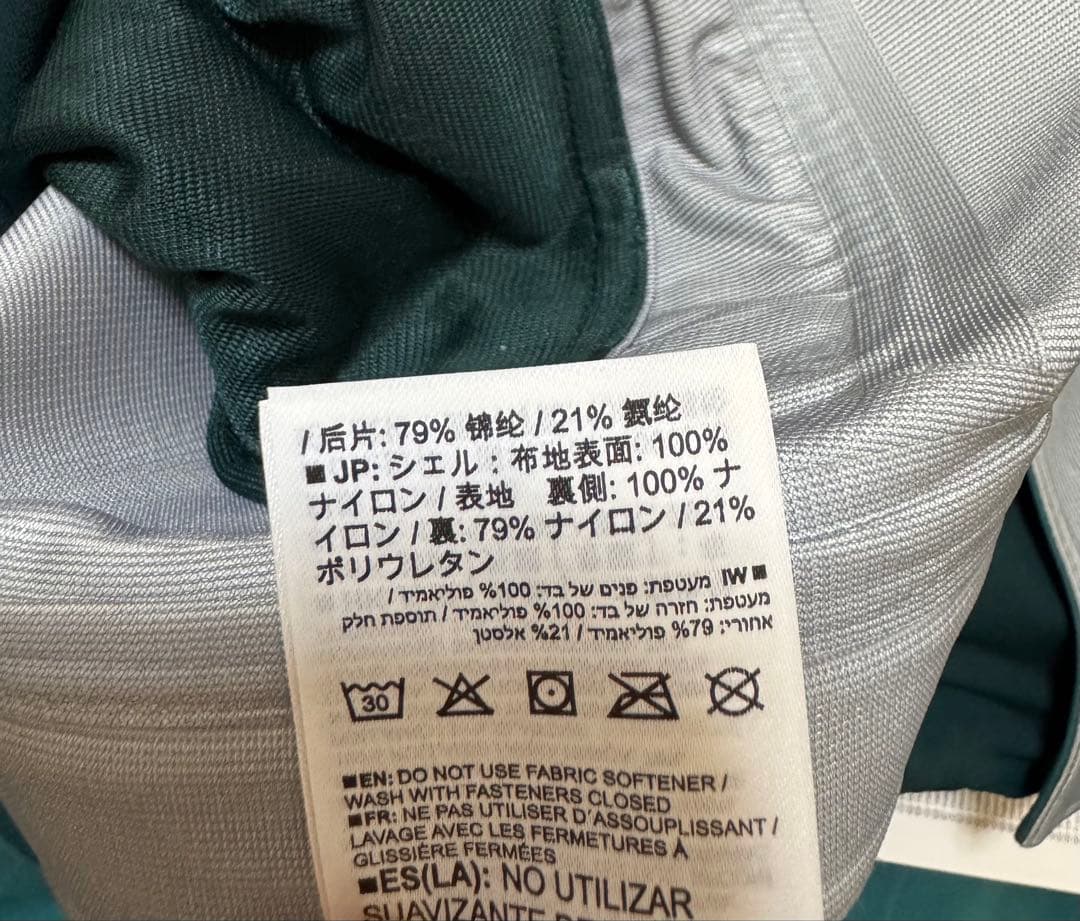 / 后片: 79% 锦纶 / 21% 氨纶
■JP: シェル : 布地表面: 100%
ナイロン / 表地 裏側: 100% ナ
イロン / 裏: 79% ナイロン / 21%
ポリウレタン
■IW מעטפת: פנים של בד: 100% פוליאמיד /
מעטפת: חזרה של בד: 100% פוליאמיד / תוספת חלק
אחורי: 79% פוליאמיד / 21% אלסטן
30
■EN: DO NOT USE FABRIC SOFTENER /
WASH WITH FASTENERS CLOSED
■FR: NE PAS UTILISER D'ASSOUPLISSANT /
LAVAGE AVEC LES FERMETURES À
GLISSIÈRE FERMÉES
■ES(LA): NO UTILIZAR
SUAVIZANTE